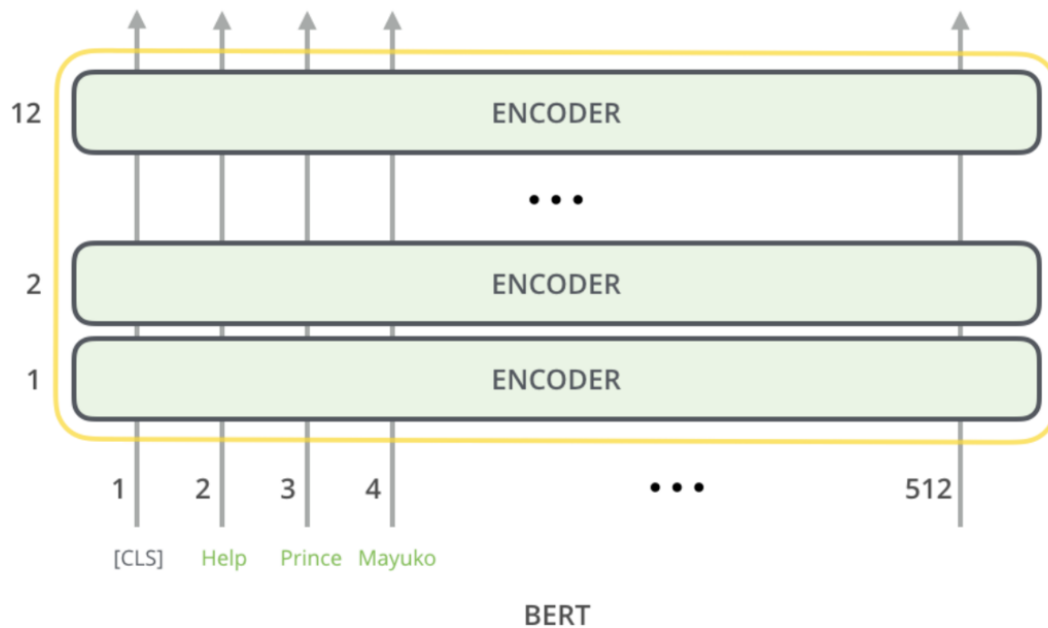 12 ENCODER
...
2 ENCODER
1 ENCODER
1 2 3 4 ... 512
[CLS] Help Prince Mayuko
BERT